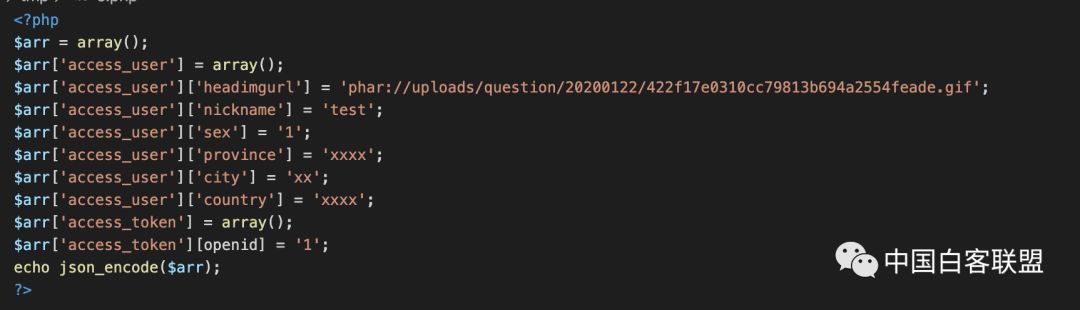 <?php
$arr = array();
$arr['access_user'] = array();
$arr['access_user']['headimgurl'] = 'phar://uploads/question/20200122/422f17e0310cc79813b694a2554feade.gif';
$arr['access_user']['nickname'] = 'test';
$arr['access_user']['sex'] = '1';
$arr['access_user']['province'] = 'xxxx';
$arr['access_user']['city'] = 'xx';
$arr['access_user']['country'] = 'xxxx';
$arr['access_token'] = array();
$arr['access_token'][openid] = '1';
echo json_encode($arr);
?>
中国白客联盟